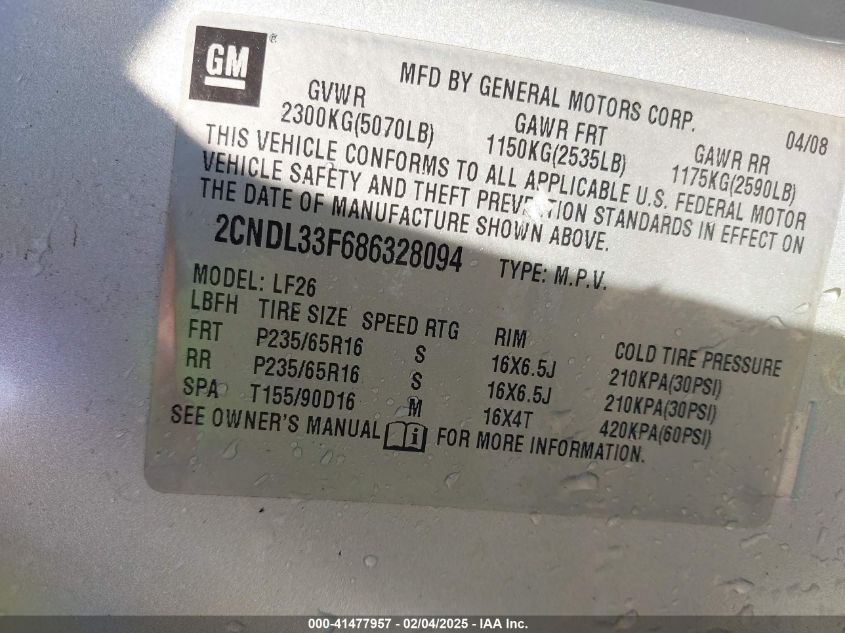 GM ®
MFD BY GENERAL MOTORS CORP. 04/08
GVWR GAWR FRT GAWR RR
2300KG(5070LB) 1150KG(2535LB) 1175KG(2590LB)
THIS VEHICLE CONFORMS TO ALL APPLICABLE U.S. FEDERAL MOTOR
VEHICLE SAFETY AND THEFT PREVENTION STANDARDS IN EFFECT ON
THE DATE OF MANUFACTURE SHOWN ABOVE.
2CNDL33F686328094 TYPE: M.P.V.
MODEL: LF26
LBFH TIRE SIZE SPEED RTG RIM COLD TIRE PRESSURE
FRT P235/65R16 S 16X6.5J 210KPA(30PSI)
RR P235/65R16 S 16X6.5J 210KPA(30PSI)
SPA T155/90D16 M 16X4T 420KPA(60PSI)
SEE OWNER'S MANUAL i FOR MORE INFORMATION.
000-41477957 - 02/04/2025 - IAA Inc.